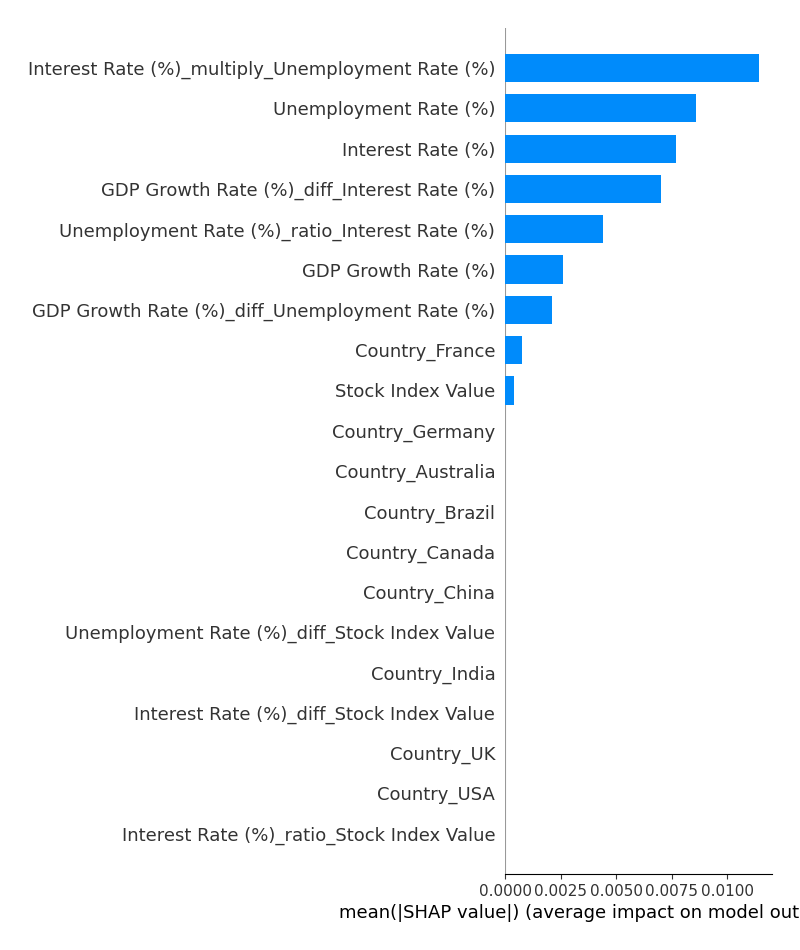 Interest Rate (%)_multiply_Unemployment Rate (%)
Unemployment Rate (%)
Interest Rate (%)
GDP Growth Rate (%)_diff_Interest Rate (%)
Unemployment Rate (%)_ratio_Interest Rate (%)
GDP Growth Rate (%)
GDP Growth Rate (%)_diff_Unemployment Rate (%)
Country_France
Stock Index Value
Country_Germany
Country_Australia
Country_Brazil
Country_Canada
Country_China
Unemployment Rate (%)_diff_Stock Index Value
Country_India
Interest Rate (%)_diff_Stock Index Value
Country_UK
Country_USA
Interest Rate (%)_ratio_Stock Index Value
0.0000 0.0025 0.0050 0.0075 0.0100
mean(|SHAP value|) (average impact on model out